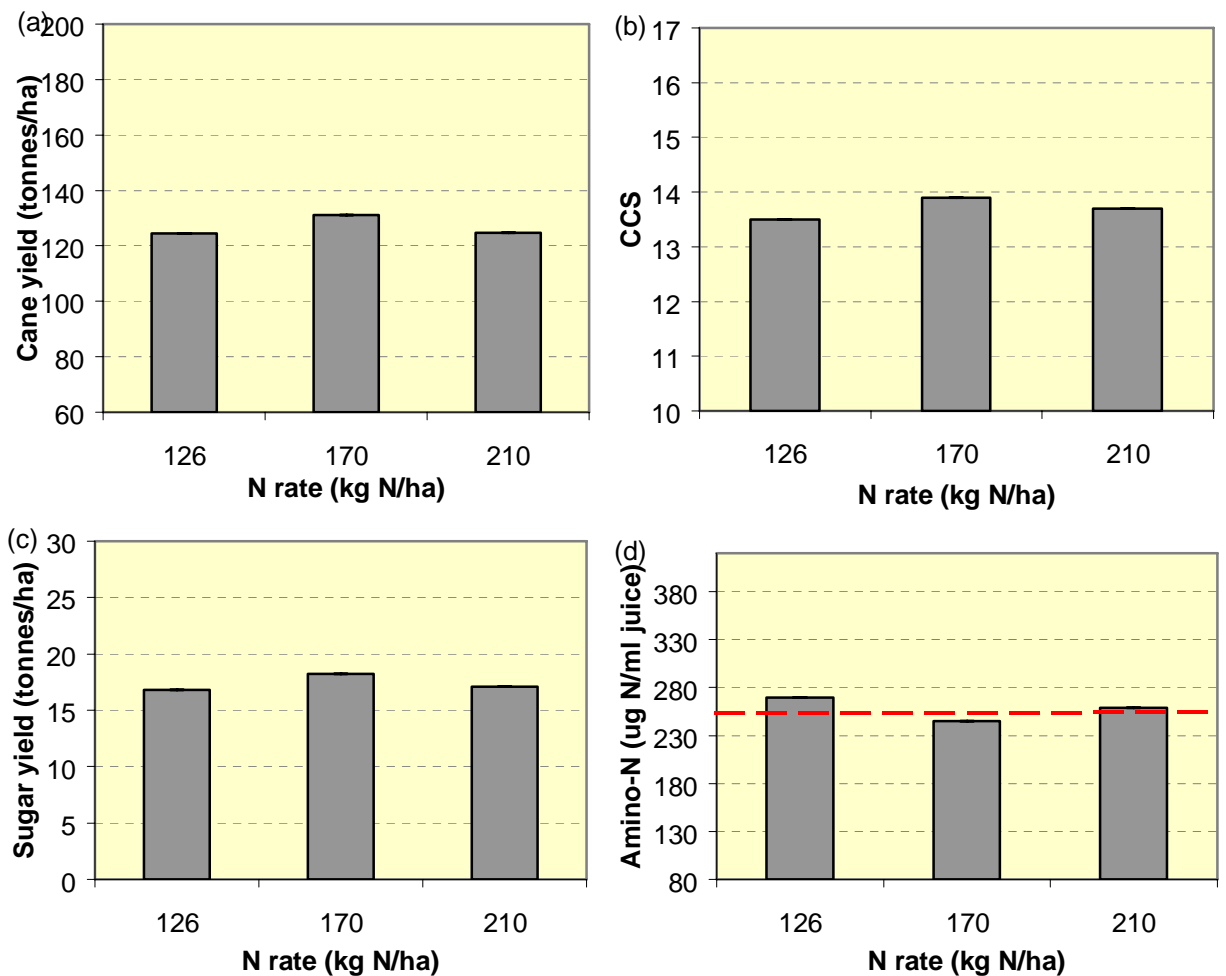 (a)
200
180
160
140
120
100
80
60
Cane yield (tonnes/ha)
126 170 210
N rate (kg N/ha)
(b)
17
16
15
14
13
12
11
10
CCS
126 170 210
N rate (kg N/ha)
(c)
30
25
20
15
10
5
0
Sugar yield (tonnes/ha)
126 170 210
N rate (kg N/ha)
(d)
380
330
280
230
180
130
80
Amino-N (ug N/ml juice)
126 170 210
N rate (kg N/ha)